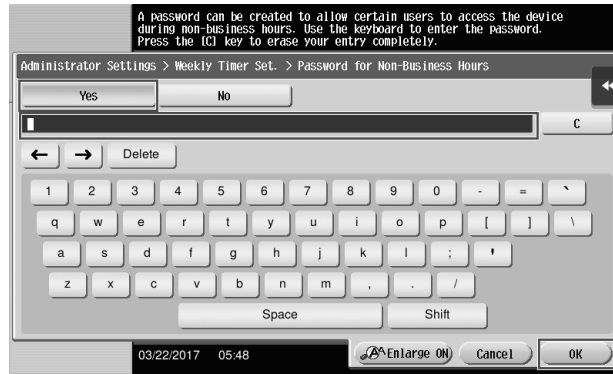 A password can be created to allow certain users to access the device
during non-business hours. Use the keyboard to enter the password.
Press the [C] key to erase your entry completely.
Administrator Settings > Weekly Timer Set. > Password for Non-Business Hours
Yes No
C
← → Delete
1 2 3 4 5 6 7 8 9 0 - = `
q w e r t y u i o p [ ] \
a s d f g h j k l ; '
z x c v b n m , . /
Space Shift
03/22/2017 05:48 Enlarge ON Cancel OK